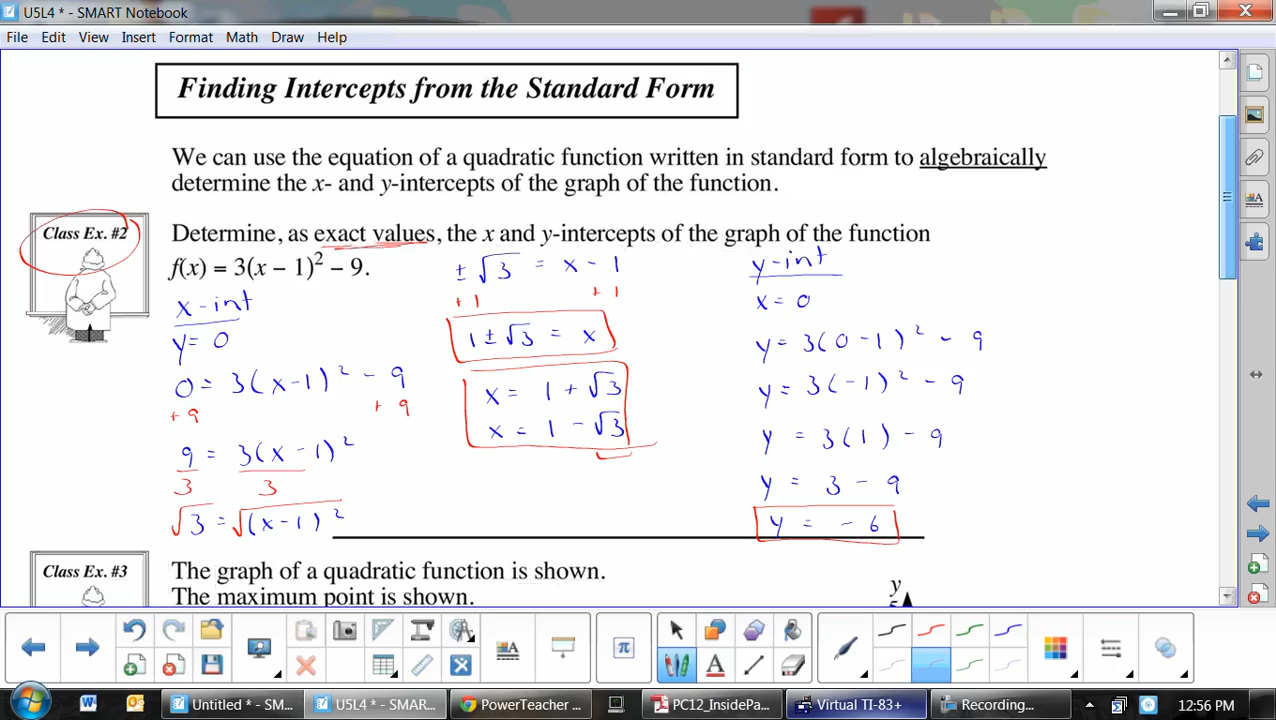 U5L4 * - SMART Notebook
File Edit View Insert Format Math Draw Help
Finding Intercepts from the Standard Form
We can use the equation of a quadratic function written in standard form to algebraically
determine the x- and y-intercepts of the graph of the function.
Class Ex. #2
Determine, as exact values, the x and y-intercepts of the graph of the function
f(x) = 3(x − 1)² − 9.
x-int
y = 0
0 = 3(x-1)² - 9
+9 +9
9 = 3(x-1)²
3 3
√3 = √(x-1)²
± √3 = x - 1
+1 +1
1 ± √3 = x
x = 1 + √3
x = 1 - √3
y-int
x = 0
y = 3(0-1)² - 9
y = 3(-1)² - 9
y = 3(1) - 9
y = 3 - 9
y = -6
Class Ex. #3
The graph of a quadratic function is shown.
The maximum point is shown.
y
π
A
Untitled * - SM...
U5L4 * - SMAR...
PowerTeacher ...
PC12_InsidePa...
Virtual TI-83+
Recording...
12:56 PM